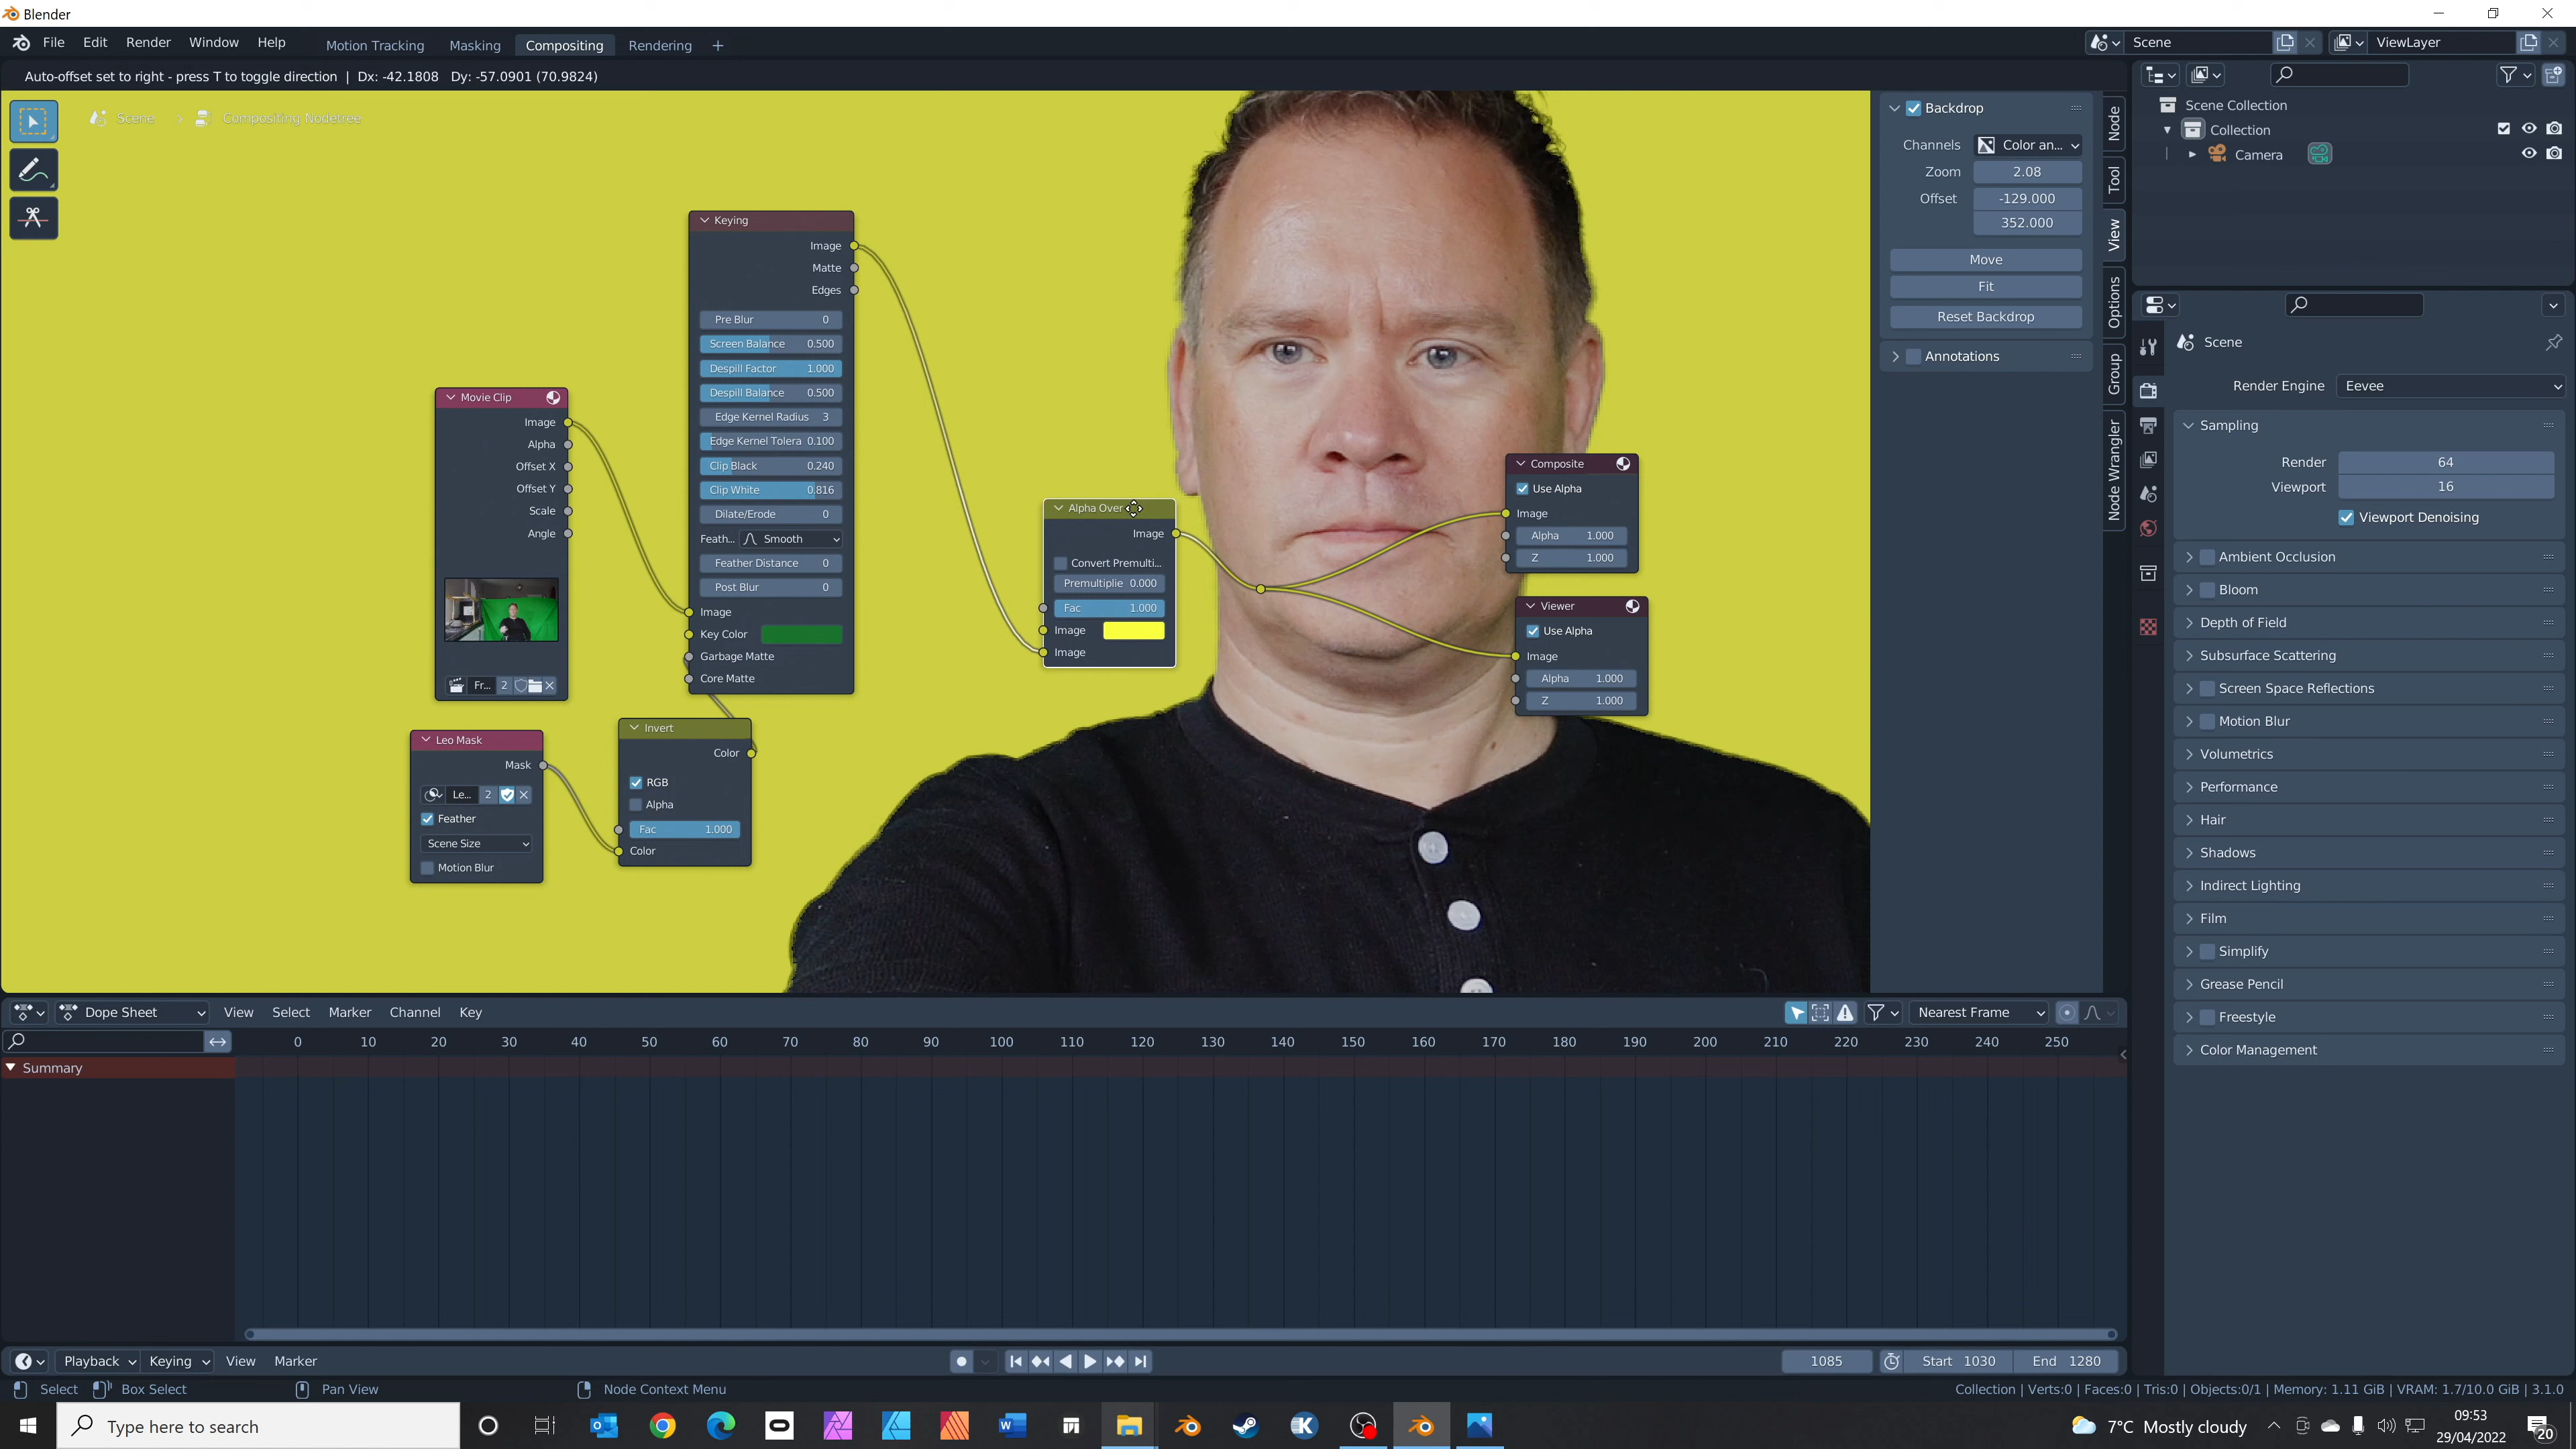 Blender
File Edit Render Window Help Motion Tracking Masking Compositing Rendering +
Scene ViewLayer
Auto-offset set to right - press T to toggle direction | Dx: -42.1808 Dy: -57.0901 (70.9824)
Scene > Compositing Nodetree
Keying
Image
Matte
Edges
Pre Blur 0
Screen Balance 0.500
Despill Factor 1.000
Despill Balance 0.500
Edge Kernel Radius 3
Edge Kernel Tolera 0.100
Clip Black 0.240
Clip White 0.816
Dilate/Erode 0
Feath... Smooth
Feather Distance 0
Post Blur 0
Image
Key Color
Garbage Matte
Core Matte
Movie Clip
Image
Alpha
Offset X
Offset Y
Scale
Angle
Fr... 2
Leo Mask
Mask
Le... 2
Feather
Scene Size
Motion Blur
Invert
Color
RGB
Alpha
Fac 1.000
Color
Alpha Over
Image
Convert Premulti...
Premultiplie 0.000
Fac 1.000
Image
Image
Composite
Use Alpha
Image
Alpha 1.000
Z 1.000
Viewer
Use Alpha
Image
Alpha 1.000
Z 1.000
Backdrop
Channels Color an...
Zoom 2.08
Offset -129.000
352.000
Move
Fit
Reset Backdrop
Annotations
Node
Tool
View
Options
Group
Node Wrangler
Scene Collection
Collection
Camera
Scene
Render Engine Eevee
Sampling
Render 64
Viewport 16
Viewport Denoising
Ambient Occlusion
Bloom
Depth of Field
Subsurface Scattering
Screen Space Reflections
Motion Blur
Volumetrics
Performance
Hair
Shadows
Indirect Lighting
Film
Simplify
Grease Pencil
Freestyle
Color Management
Dope Sheet View Select Marker Channel Key Nearest Frame
0 10 20 30 40 50 60 70 80 90 100 110 120 130 140 150 160 170 180 190 200 210 220 230 240 250
Summary
Playback Keying View Marker 1085 Start 1030 End 1280
Select Box Select Pan View Node Context Menu Collection | Verts:0 | Faces:0 | Tris:0 | Objects:0/1 | Memory: 1.11 GiB | VRAM: 1.7/10.0 GiB | 3.1.0
Type here to search
7°C Mostly cloudy
09:53
29/04/2022
20